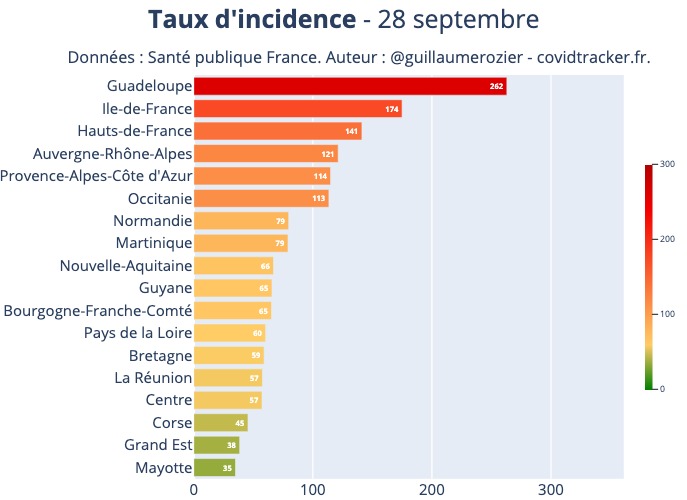 Taux d'incidence - 28 septembre
Données : Santé publique France. Auteur : @guillaumerozier - covidtracker.fr.
Guadeloupe 262
Ile-de-France 174
Hauts-de-France 141
Auvergne-Rhône-Alpes 121
Provence-Alpes-Côte d'Azur 114
Occitanie 113
Normandie 79
Martinique 79
Nouvelle-Aquitaine 66
Guyane 65
Bourgogne-Franche-Comté 65
Pays de la Loire 60
Bretagne 59
La Réunion 57
Centre 57
Corse 45
Grand Est 38
Mayotte 35
0 100 200 300
300
200
100
0